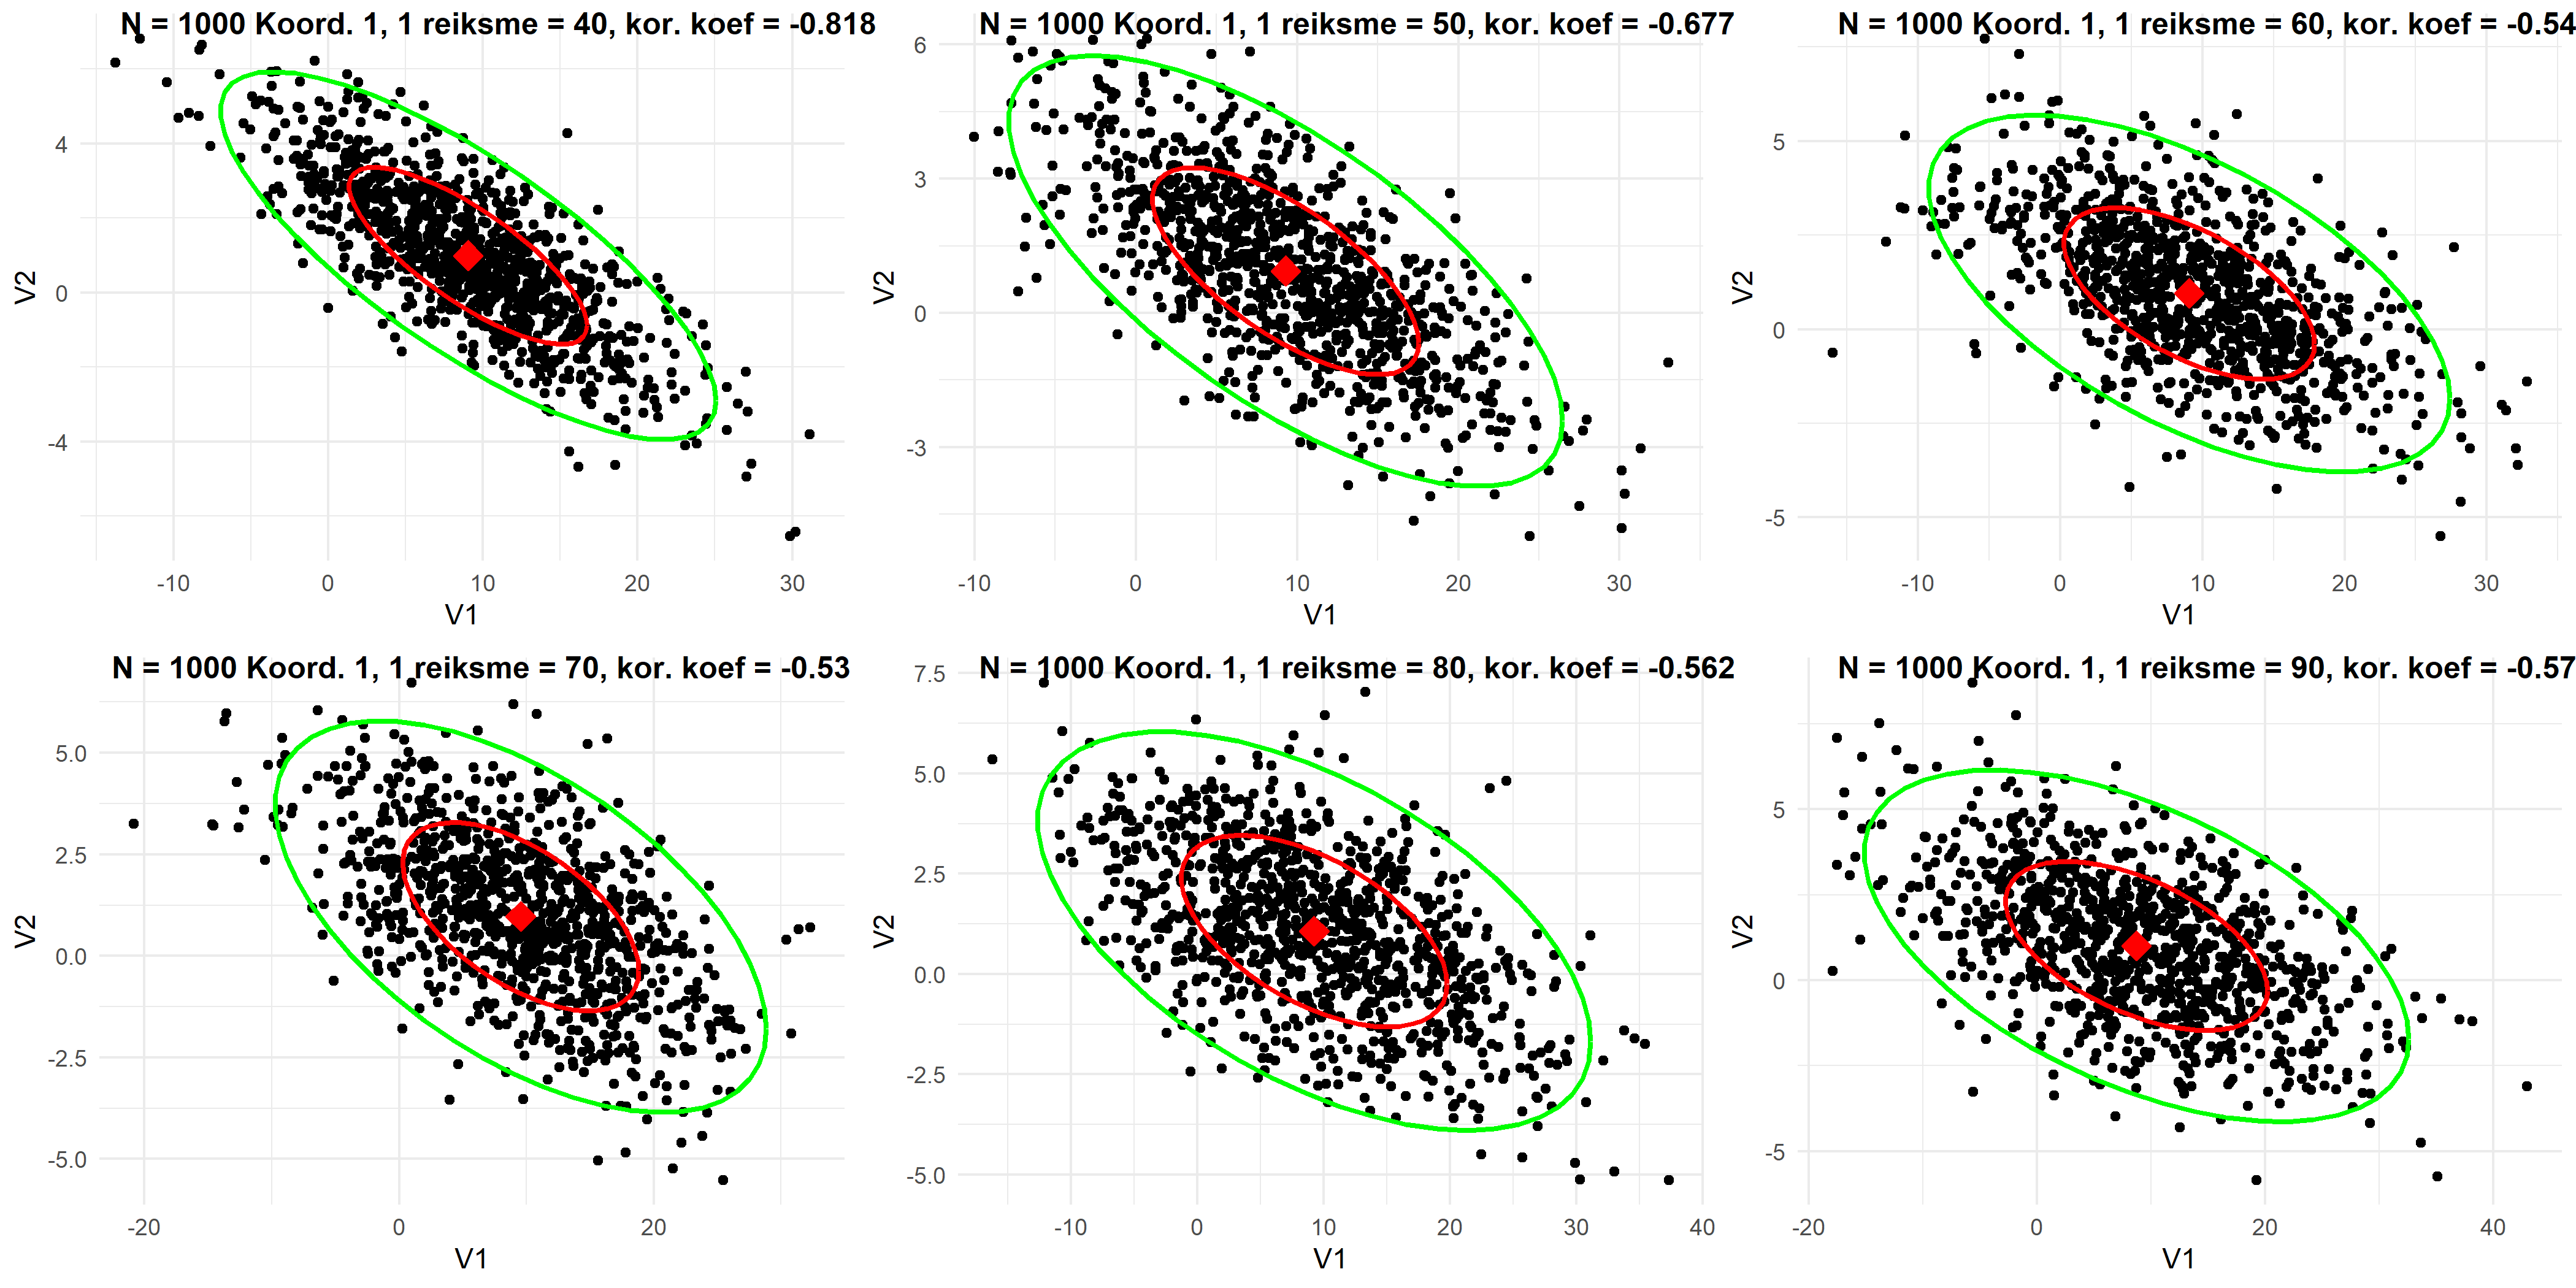 N = 1000 Koord. 1, 1 reiksme = 40, kor. koef = -0.818
4
0
-4
V2
-10 0 10 20 30
V1
N = 1000 Koord. 1, 1 reiksme = 50, kor. koef = -0.677
6
3
0
-3
V2
-10 0 10 20 30
V1
N = 1000 Koord. 1, 1 reiksme = 60, kor. koef = -0.54
5
0
-5
V2
-10 0 10 20 30
V1
N = 1000 Koord. 1, 1 reiksme = 70, kor. koef = -0.53
5.0
2.5
0.0
-2.5
-5.0
V2
-20 0 20
V1
N = 1000 Koord. 1, 1 reiksme = 80, kor. koef = -0.562
7.5
5.0
2.5
0.0
-2.5
-5.0
V2
-10 0 10 20 30 40
V1
N = 1000 Koord. 1, 1 reiksme = 90, kor. koef = -0.57
5
0
-5
V2
-20 0 20 40
V1